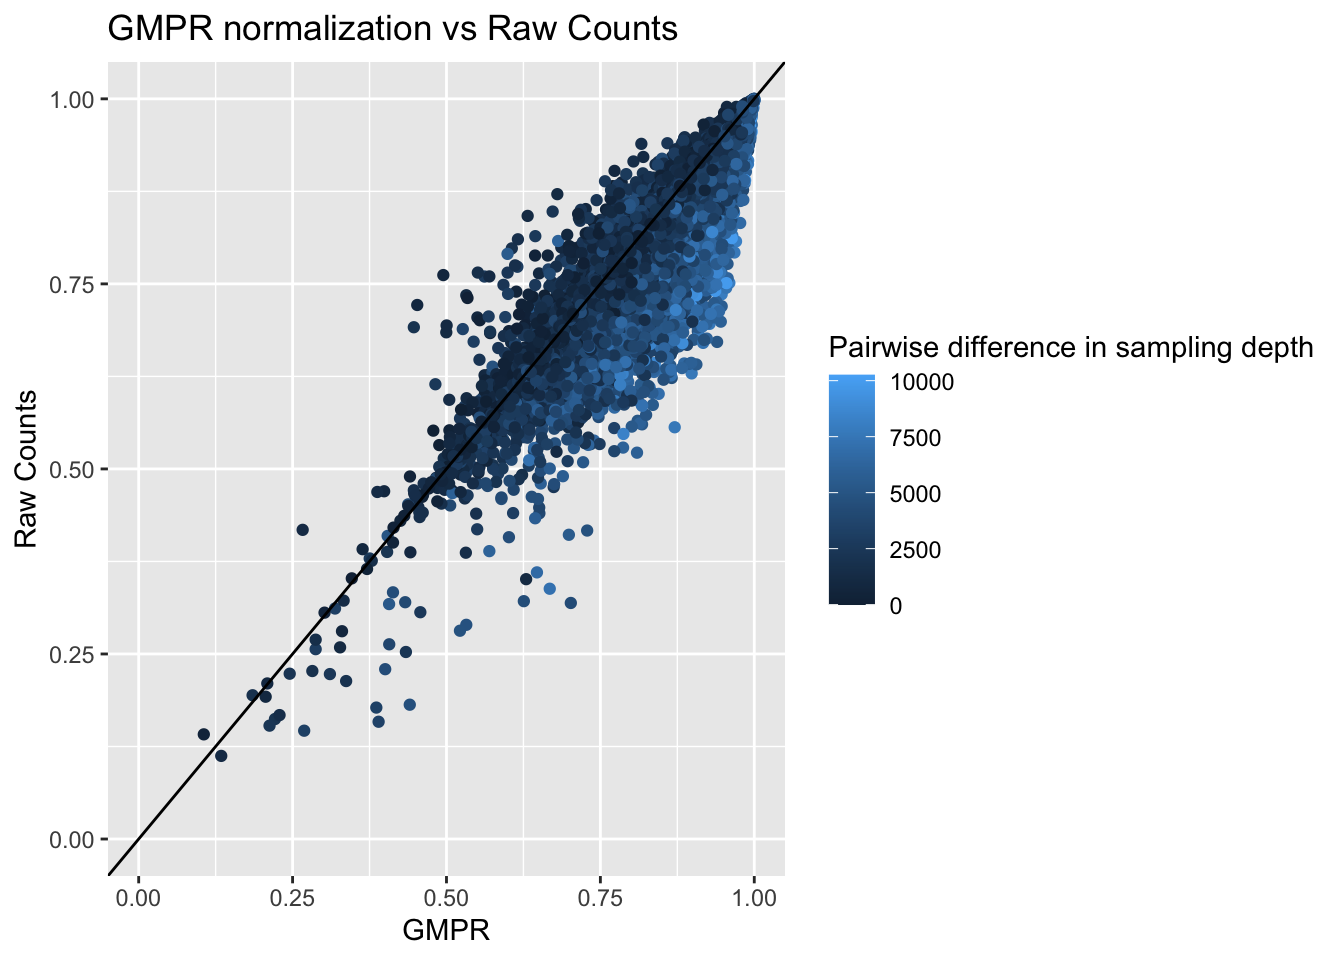 GMPR normalization vs Raw Counts
1.00
0.75
0.50
0.25
0.00
Raw Counts
0.00 0.25 0.50 0.75 1.00
GMPR
Pairwise difference in sampling depth
10000
7500
5000
2500
0